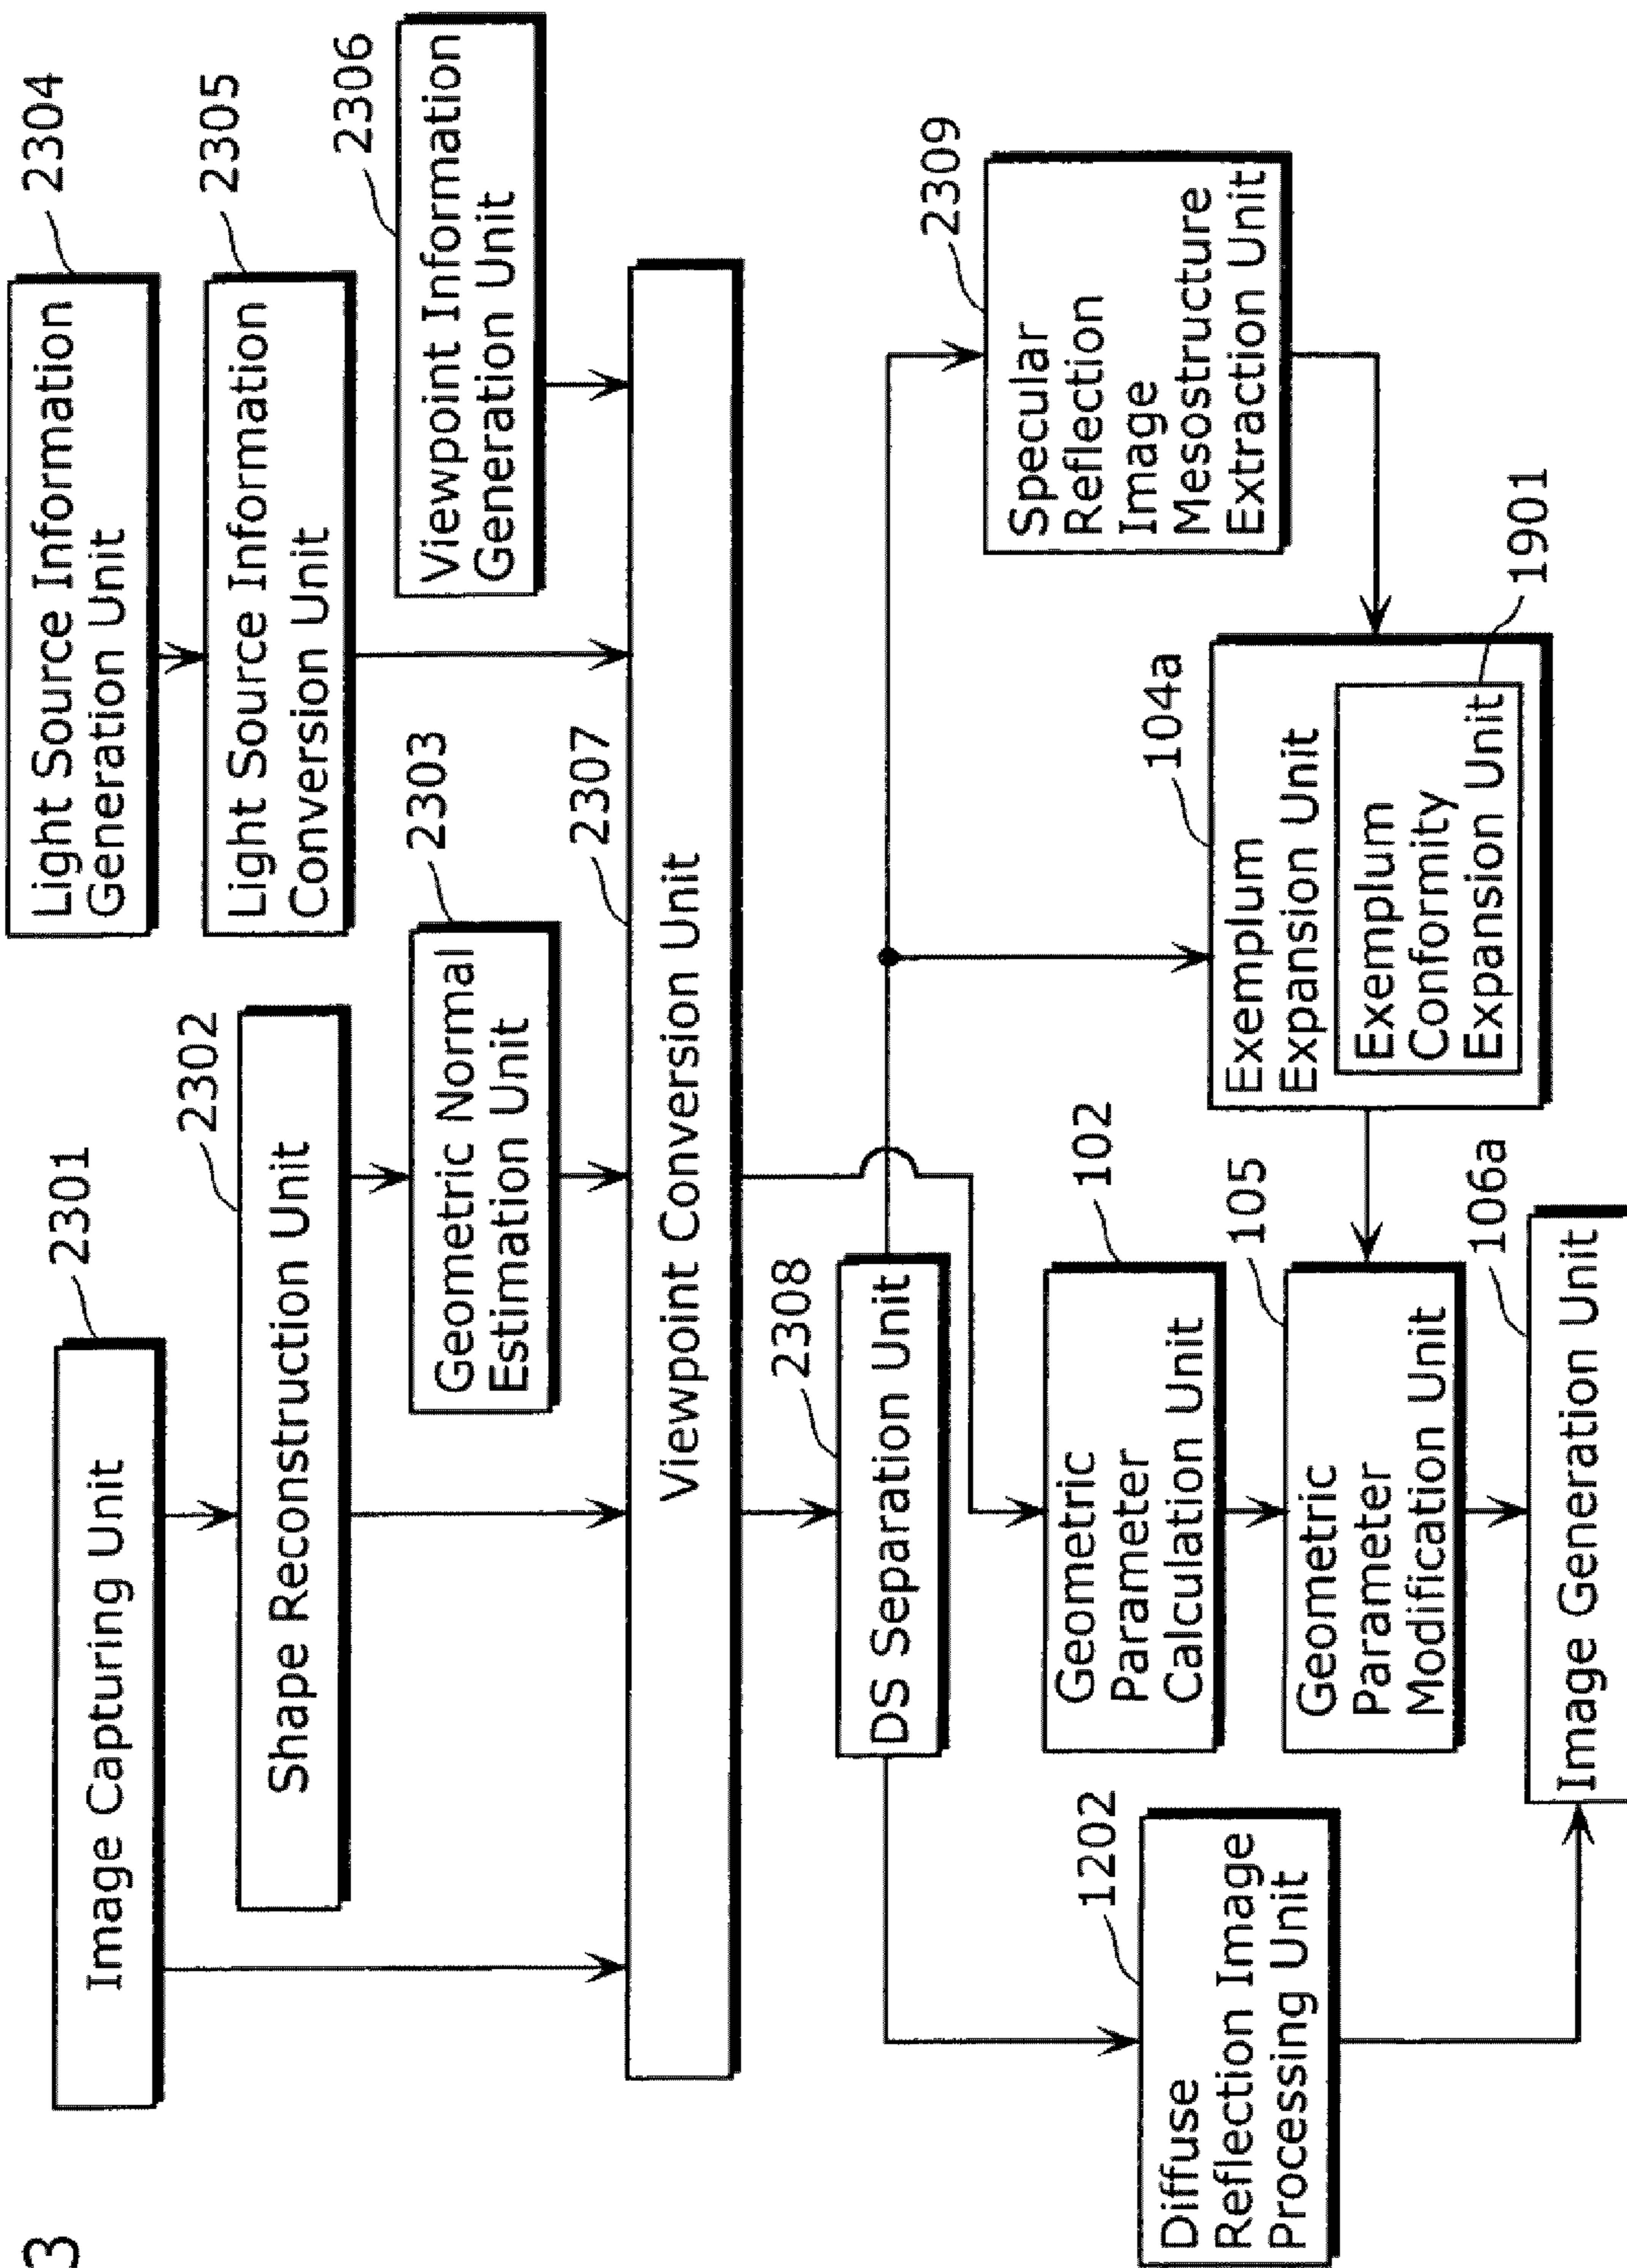 3
2301
Image Capturing Unit
2302
Shape Reconstruction Unit
2303
Geometric Normal
Estimation Unit
2304
Light Source Information
Generation Unit
2305
Light Source Information
Conversion Unit
2306
Viewpoint Information
Generation Unit
2307
Viewpoint Conversion Unit
2308
DS Separation Unit
1202
Diffuse
Reflection Image
Processing Unit
102
Geometric
Parameter
Calculation Unit
105
Geometric
Parameter
Modification Unit
106a
Image Generation Unit
104a
Exemplum
Expansion Unit
1901
Exemplum
Conformity
Expansion Unit
2309
Specular
Reflection
Image
Mesostructure
Extraction Unit